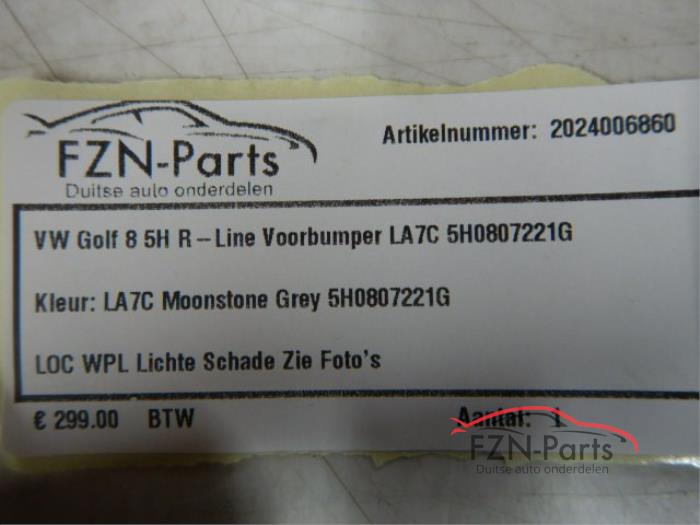 FZN-Parts
Duitse auto onderdelen
Artikelnummer: 2024006860
VW Golf 8 5H R-Line Voorbumper LA7C 5H0807221G
Kleur: LA7C Moonstone Grey 5H0807221G
LOC WPL Lichte Schade Zie Foto's
€ 299.00 BTW Aantal: 1
FZN-Parts
Duitse auto onderdelen